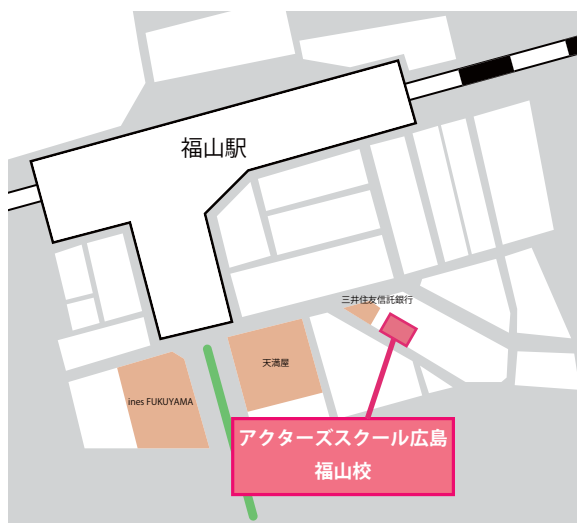 福山駅
三井住友信託銀行
天満屋
ines FUKUYAMA
アクターズスクール広島
福山校